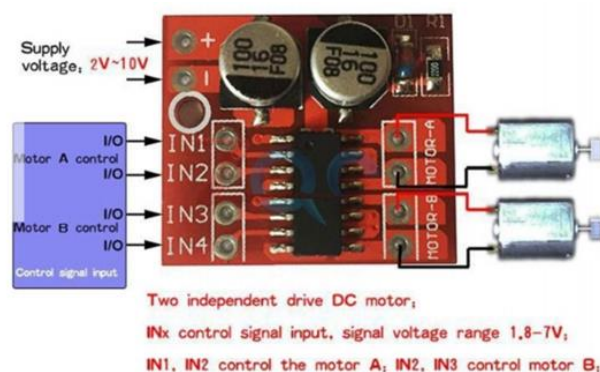 Supply
voltage: 2V~10V
+
-
100
16
F08
100
16
F08
D1
R1
I/O
IN1
Motor A control
I/O
IN2
I/O
IN3
Motor B control
I/O
IN4
Control signal input
MOTOR-A
MOTOR-B
Two independent drive DC motor;
INx control signal input, signal voltage range 1.8-7V;
IN1, IN2 control the motor A; IN2, IN3 control motor B;